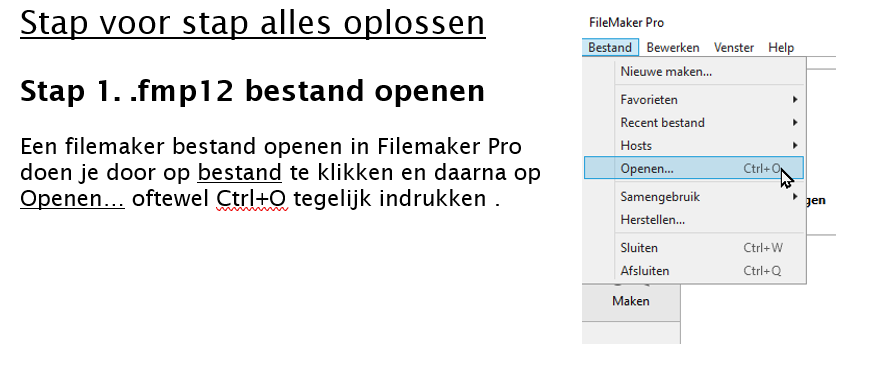 Stap voor stap alles oplossen
Stap 1. .fmp12 bestand openen
Een filemaker bestand openen in Filemaker Pro
doen je door op bestand te klikken en daarna op
Openen... oftewel Ctrl+O tegelijk indrukken .
FileMaker Pro
Bestand Bewerken Venster Help
Nieuwe maken...
Favorieten
Recent bestand
Hosts
Openen... Ctrl+O
Samengebruik
Herstellen...
Sluiten Ctrl+W
Afsluiten Ctrl+Q
gen
Maken